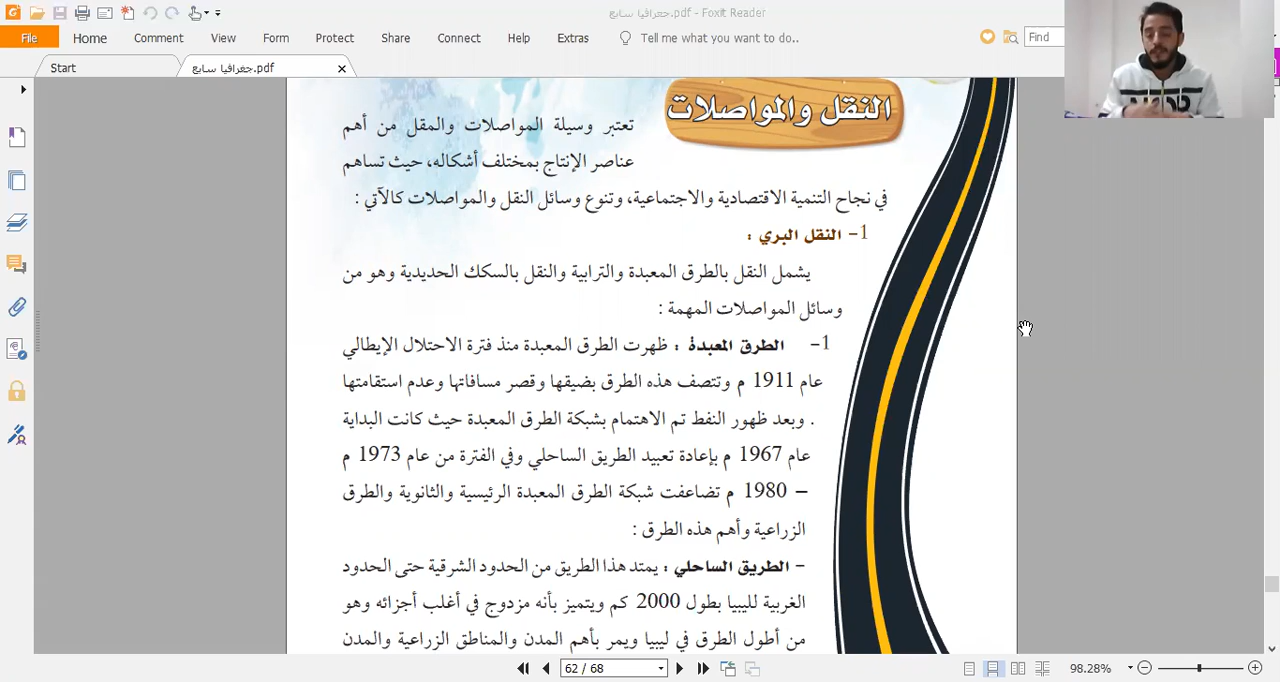 جغرافيا سابع.pdf - Foxit Reader
File Home Comment View Form Protect Share Connect Help Extras Tell me what you want to do.. Find
Start جغرافيا سابع.pdf
النقل والمواصلات
تعتبر وسيلة المواصلات والمقل من أهم
عناصر الإنتاج بمختلف أشكاله، حيث تساهم
في نجاح التنمية الاقتصادية والاجتماعية، وتنوع وسائل النقل والمواصلات كالآتي :
1- النقل البري :
يشمل النقل بالطرق المعبدة والترابية والنقل بالسكك الحديدية وهو من
وسائل المواصلات المهمة :
1- الطرق المعبدة : ظهرت الطرق المعبدة منذ فترة الاحتلال الإيطالي
عام 1911 م وتتصف هذه الطرق بضيقها وقصر مسافاتها وعدم استقامتها
. وبعد ظهور النفط تم الاهتمام بشبكة الطرق المعبدة حيث كانت البداية
عام 1967 م بإعادة تعبيد الطريق الساحلي وفي الفترة من عام 1973 م
– 1980 م تضاعفت شبكة الطرق المعبدة الرئيسية والثانوية والطرق
الزراعية وأهم هذه الطرق :
- الطريق الساحلي : يمتد هذا الطريق من الحدود الشرقية حتى الحدود
الغربية لليبيا بطول 2000 كم ويتميز بأنه مزدوج في أغلب أجزائه وهو
من أطول الطرق في ليبيا ويمر بأهم المدن والمناطق الزراعية والمدن
62 / 68 98.28%